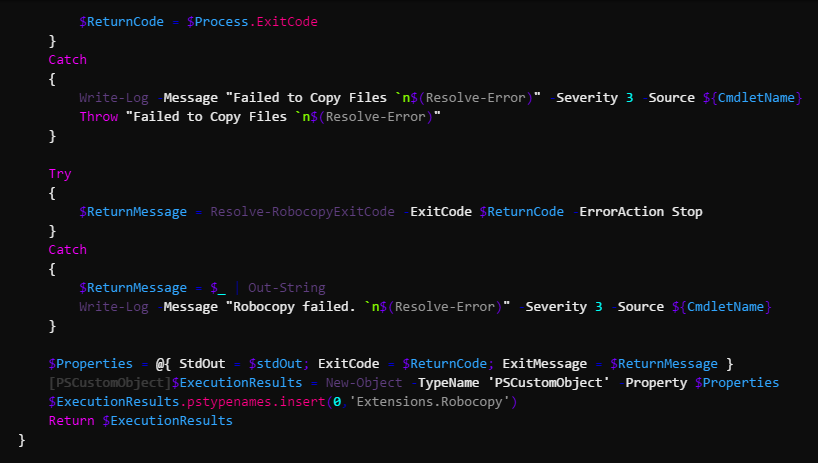 $ReturnCode = $Process.ExitCode
}
Catch
{
Write-Log -Message "Failed to Copy Files `n$(Resolve-Error)" -Severity 3 -Source ${CmdletName}
Throw "Failed to Copy Files `n$(Resolve-Error)"
}
Try
{
$ReturnMessage = Resolve-RobocopyExitCode -ExitCode $ReturnCode -ErrorAction Stop
}
Catch
{
$ReturnMessage = $_ | Out-String
Write-Log -Message "Robocopy failed. `n$(Resolve-Error)" -Severity 3 -Source ${CmdletName}
}
$Properties = @{ StdOut = $stdOut; ExitCode = $ReturnCode; ExitMessage = $ReturnMessage }
[PSCustomObject]$ExecutionResults = New-Object -TypeName 'PSCustomObject' -Property $Properties
$ExecutionResults.pstypenames.insert(0,'Extensions.Robocopy')
Return $ExecutionResults
}